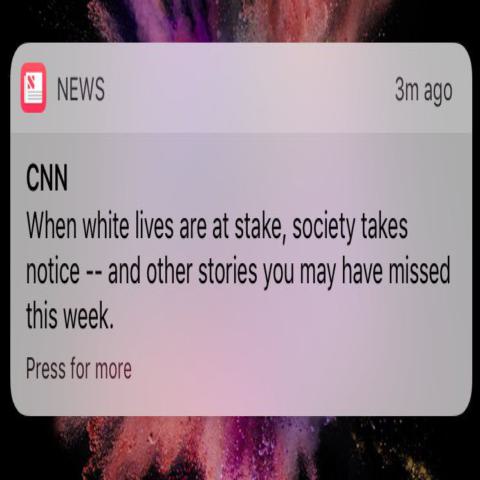 NEWS 3m ago
CNN
When white lives are at stake, society takes
notice -- and other stories you may have missed
this week.
Press for more